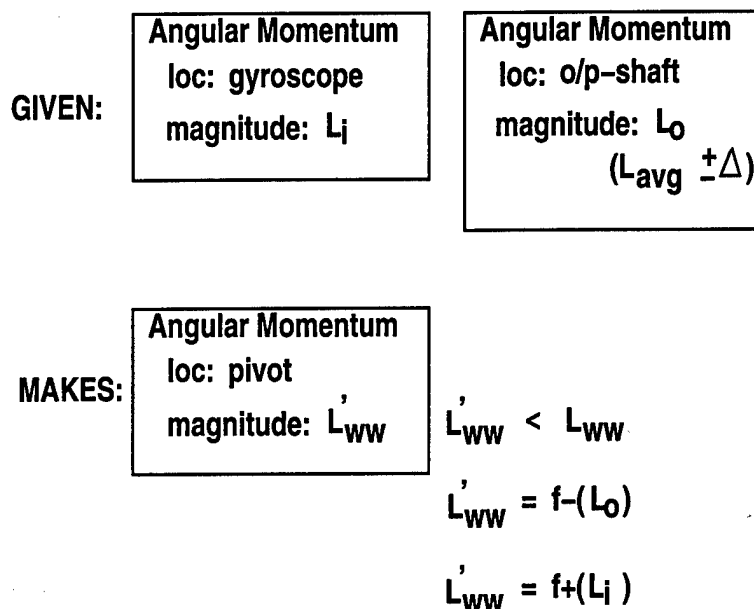 GIVEN:
Angular Momentum
loc: gyroscope
magnitude: Li
Angular Momentum
loc: o/p-shaft
magnitude: Lo
(Lavg ±Δ)
MAKES:
Angular Momentum
loc: pivot
magnitude: L'ww
L'ww < Lww
L'ww = f-(Lo)
L'ww = f+(Li )